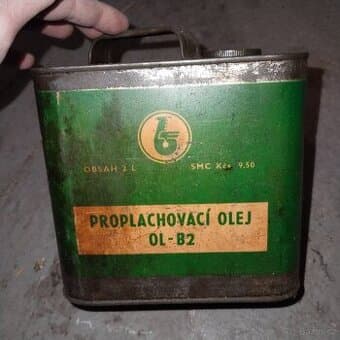 OBSAH 2 L SMC Kčs 9,50
PROPLACHOVACÍ OLEJ
OL-B2